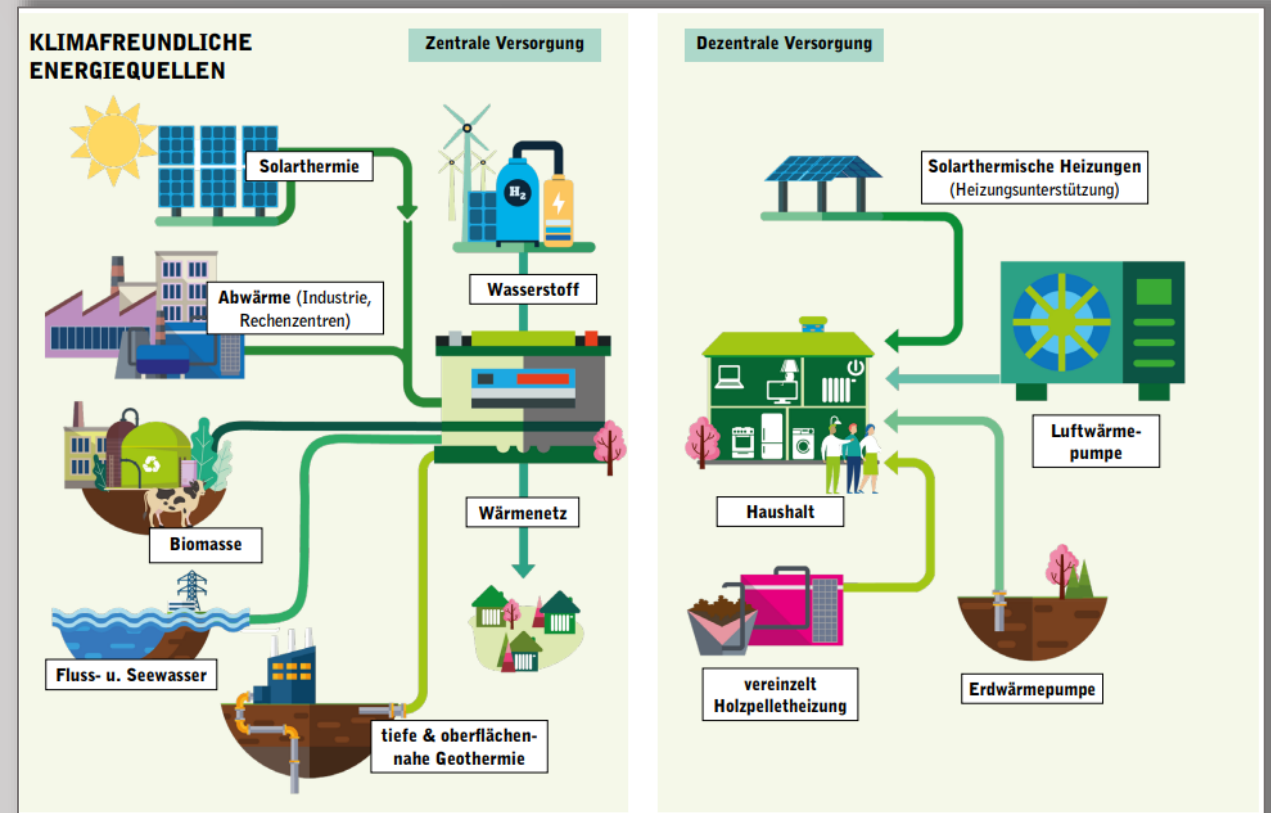 KLIMAFREUNDLICHE
ENERGIEQUELLEN
Zentrale Versorgung
Solarthermie
Abwärme (Industrie,
Rechenzentren)
Biomasse
Fluss- u. Seewasser
tiefe & oberflächen-
nahe Geothermie
H₂
Wasserstoff
Wärmenetz
Dezentrale Versorgung
Solarthermische Heizungen
(Heizungsunterstützung)
Luftwärme-
pumpe
Haushalt
vereinzelt
Holzpelletheizung
Erdwärmepumpe